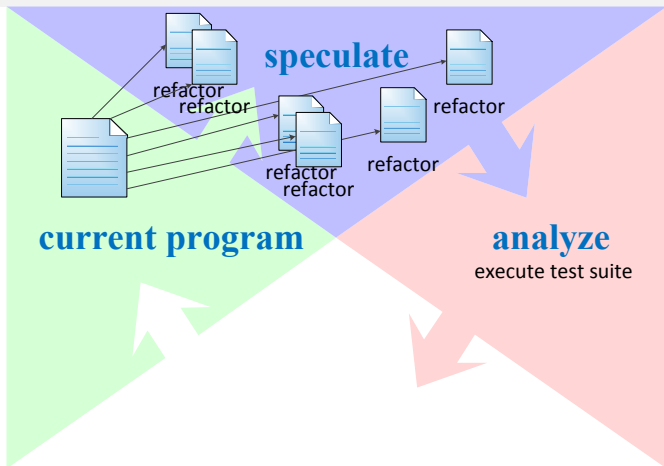 speculate
refactor
refactor
refactor
refactor
refactor
refactor
current program
analyze
execute test suite